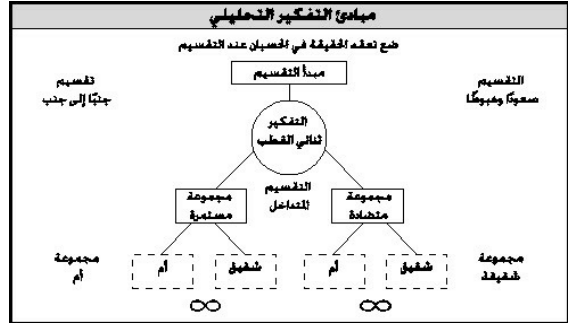 مبادئ التفكير التحليلي
ضع تعقد الحقيقة في الحسبان عند التقسيم
مبدأ التقسيم
التقسيم
صعودًا وهبوطًا
تقسيم
جنبًا إلى جنب
التفكير
ثنائي القطب
التقسيم
المتداخل
مجموعة
متضادة
مجموعة
مستمرة
مجموعة
شقيقة
شقيق
أم
شقيق
أم
مجموعة
أم
∞
∞